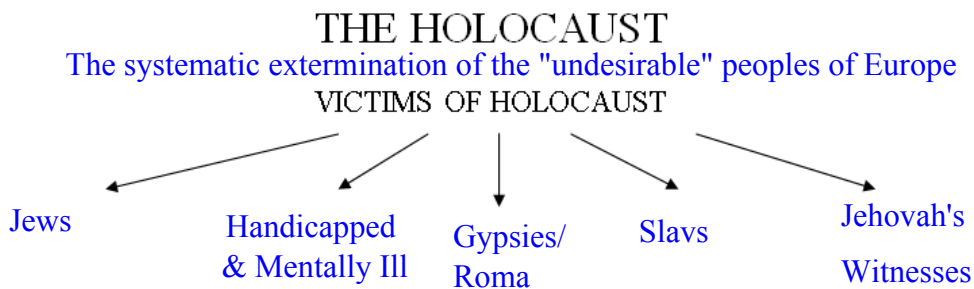 THE HOLOCAUST
The systematic extermination of the "undesirable" peoples of Europe
VICTIMS OF HOLOCAUST
Jews
Handicapped
& Mentally Ill
Gypsies/
Roma
Slavs
Jehovah's
Witnesses